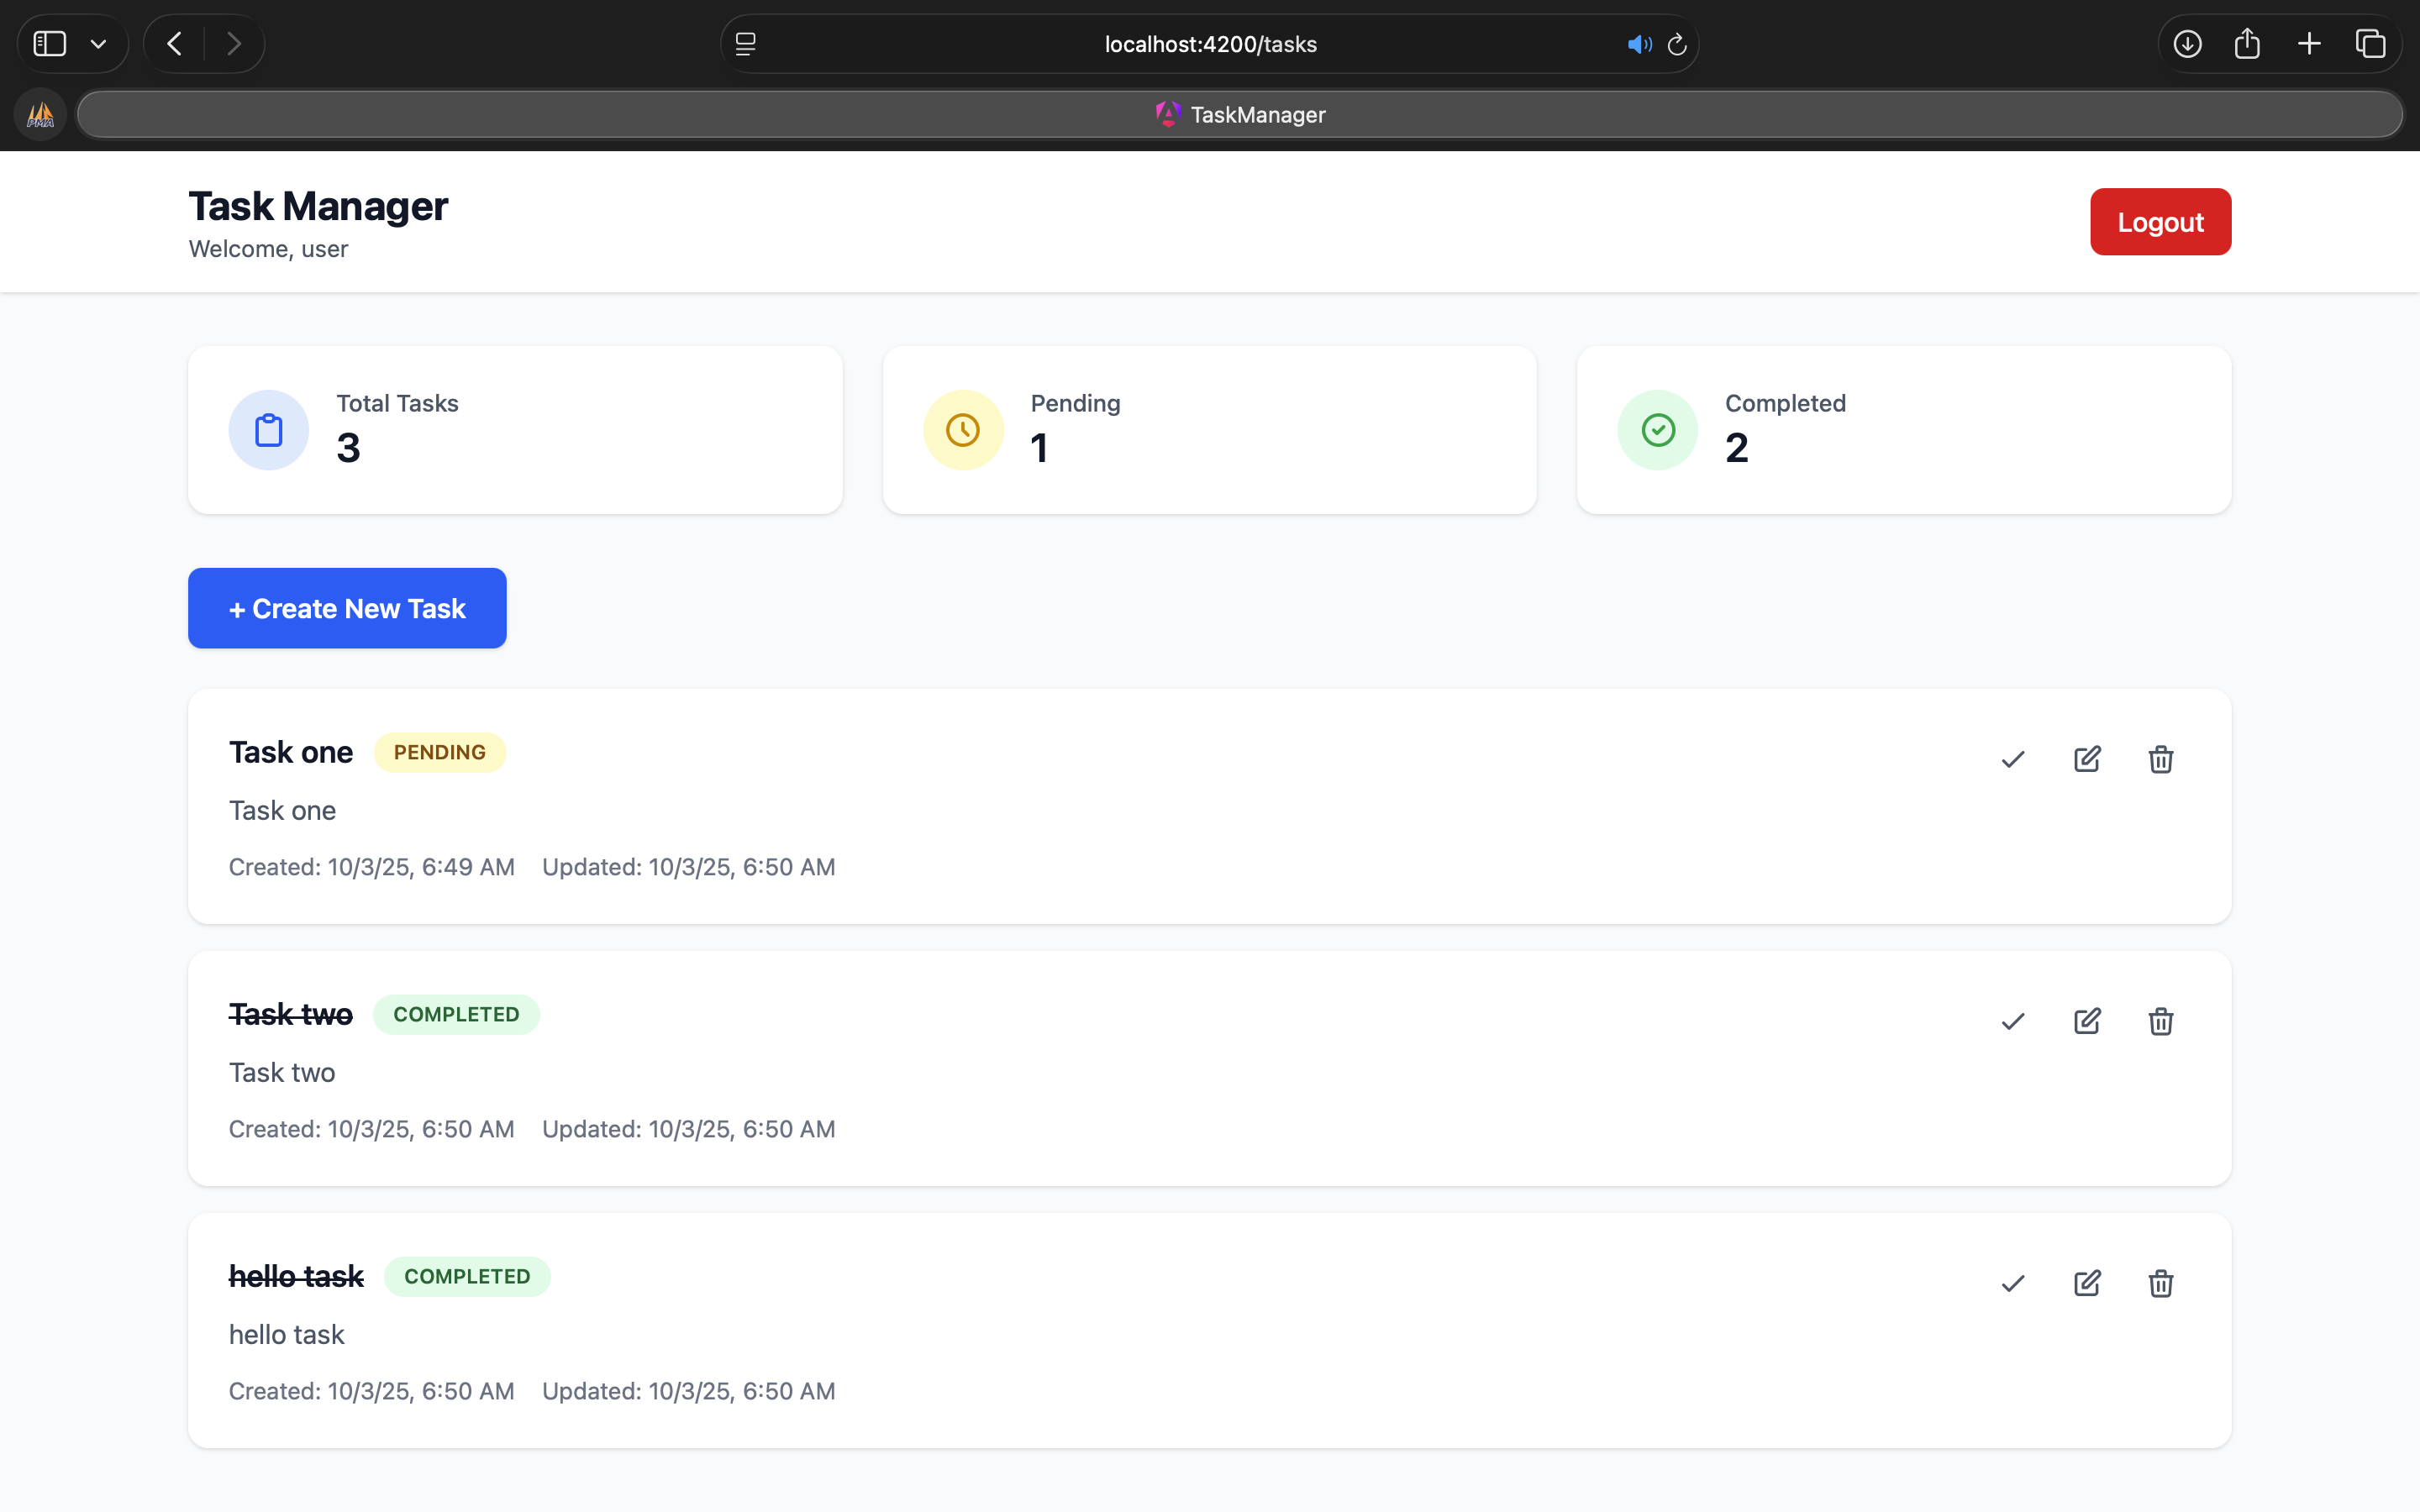 localhost:4200/tasks
PMA
TaskManager
Task Manager
Logout
Welcome, user
Total Tasks
3
Pending
1
Completed
2
+ Create New Task
Task one PENDING
Task one
Created: 10/3/25, 6:49 AM Updated: 10/3/25, 6:50 AM
Task two COMPLETED
Task two
Created: 10/3/25, 6:50 AM Updated: 10/3/25, 6:50 AM
hello task COMPLETED
hello task
Created: 10/3/25, 6:50 AM Updated: 10/3/25, 6:50 AM